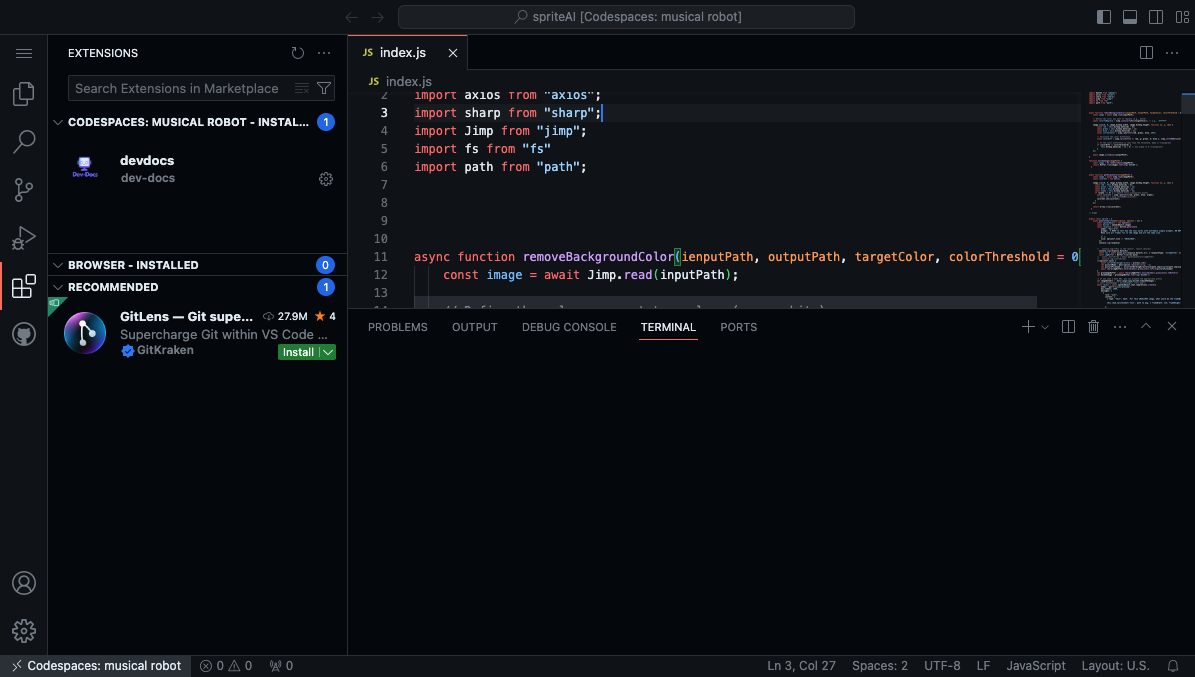 spriteAI [Codespaces: musical robot]
EXTENSIONS
Search Extensions in Marketplace
CODESPACES: MUSICAL ROBOT - INSTAL... 1
Dev-Docs
devdocs
dev-docs
BROWSER - INSTALLED 0
RECOMMENDED 1
GitLens — Git supe... 27.9M 4
Supercharge Git within VS Code ...
GitKraken
Install
JS index.js
JS index.js
2 import axios from "axios";
3 import sharp from "sharp";
4 import Jimp from "jimp";
5 import fs from "fs"
6 import path from "path";
7
8
9
10
11 async function removeBackgroundColor(ienputPath, outputPath, targetColor, colorThreshold = 0
12 const image = await Jimp.read(inputPath);
13
PROBLEMS OUTPUT DEBUG CONSOLE TERMINAL PORTS
Codespaces: musical robot 0 0 0 Ln 3, Col 27 Spaces: 2 UTF-8 LF JavaScript Layout: U.S.